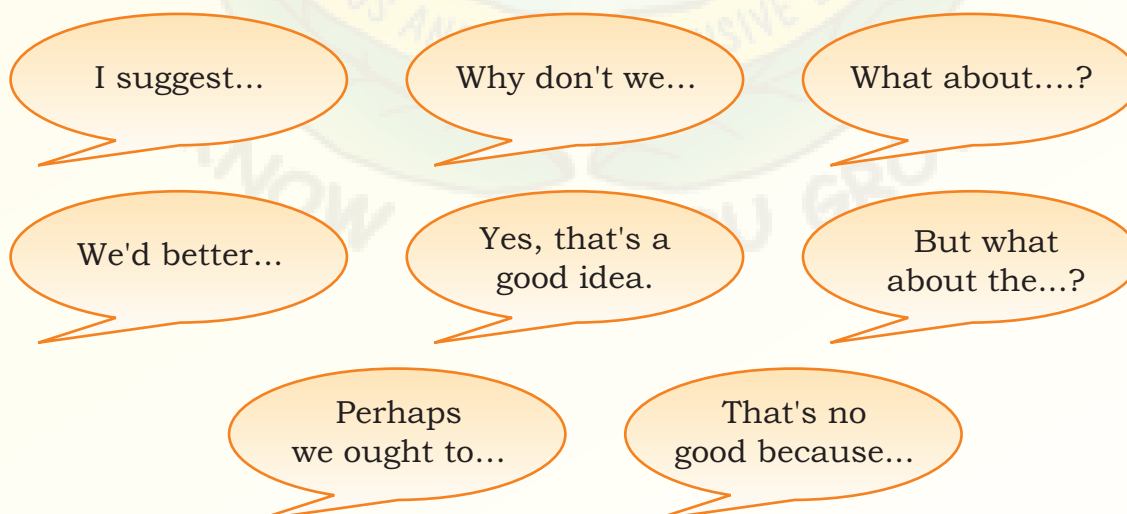 I suggest...
Why don't we...
What about....?
We'd better...
Yes, that's a
good idea.
But what
about the...?
Perhaps
we ought to...
That's no
good because...